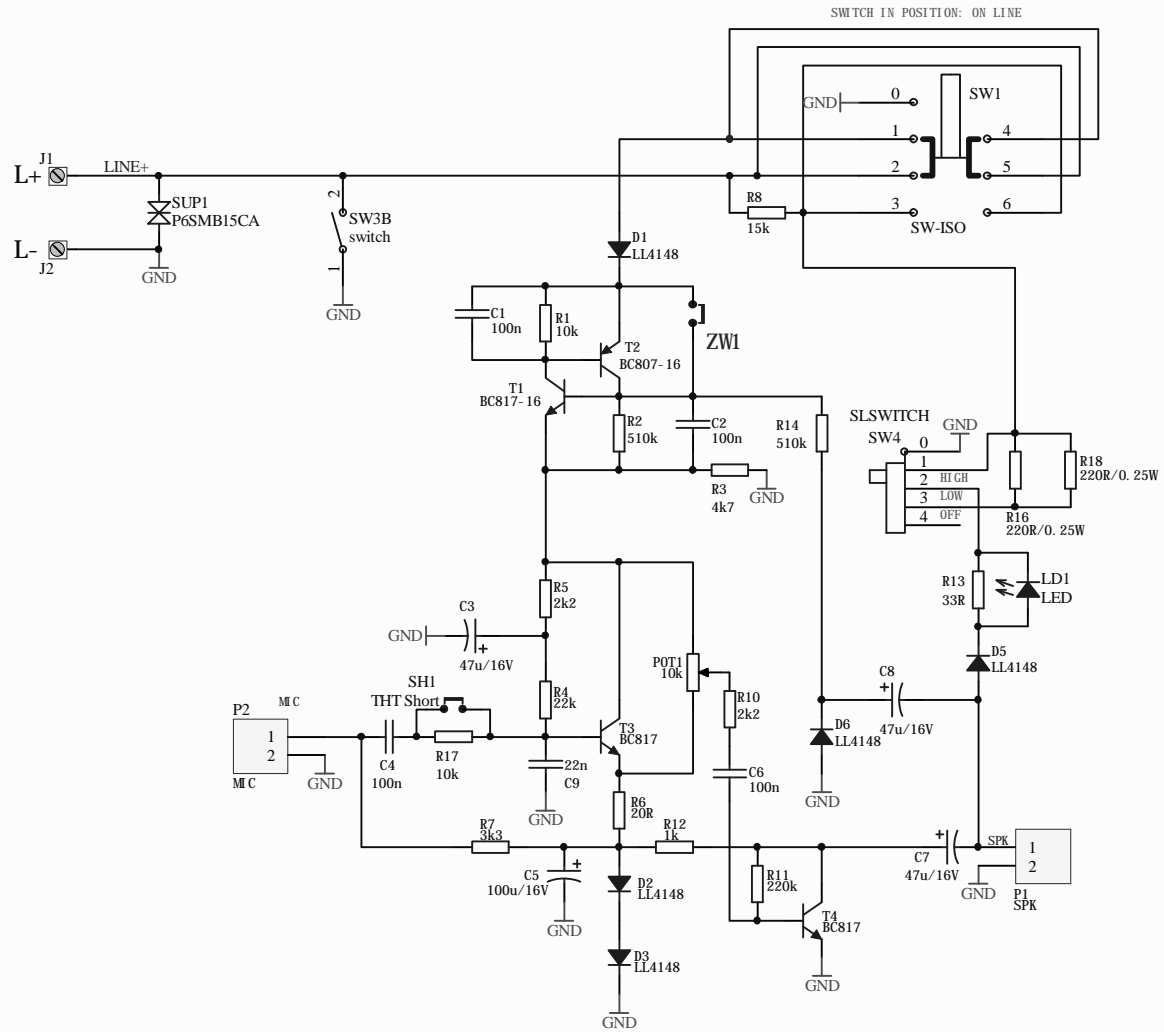 SWITCH IN POSITION: ON LINE
GND
0
SW1
1
4
2
5
3
6
SW-ISO
J1
L+
LINE+
SUP1
P6SMB15CA
L-
J2
GND
2
SW3B
switch
1
GND
R8
15k
D1
LL4148
C1
100n
R1
10k
T2
BC807-16
ZW1
T1
BC817-16
R2
510k
C2
100n
R14
510k
R3
4k7
GND
SLSWITCH
SW4
GND
0
1
2
HIGH
3
LOW
4
OFF
R16
220R/0.25W
R18
220R/0.25W
R13
33R
LD1
LED
D5
LL4148
R5
2k2
C3
GND
47u/16V
R4
22k
POT1
10k
R10
2k2
C8
47u/16V
D6
LL4148
GND
SH1
THT Short
P2
MIC
1
2
MIC
GND
C4
100n
R17
10k
22n
C9
GND
T3
BC817
C6
100n
R6
20R
R7
3k3
R12
1k
C5
100u/16V
GND
D2
LL4148
D3
LL4148
GND
R11
220k
T4
BC817
GND
C7
47u/16V
SPK
1
2
GND
P1
SPK